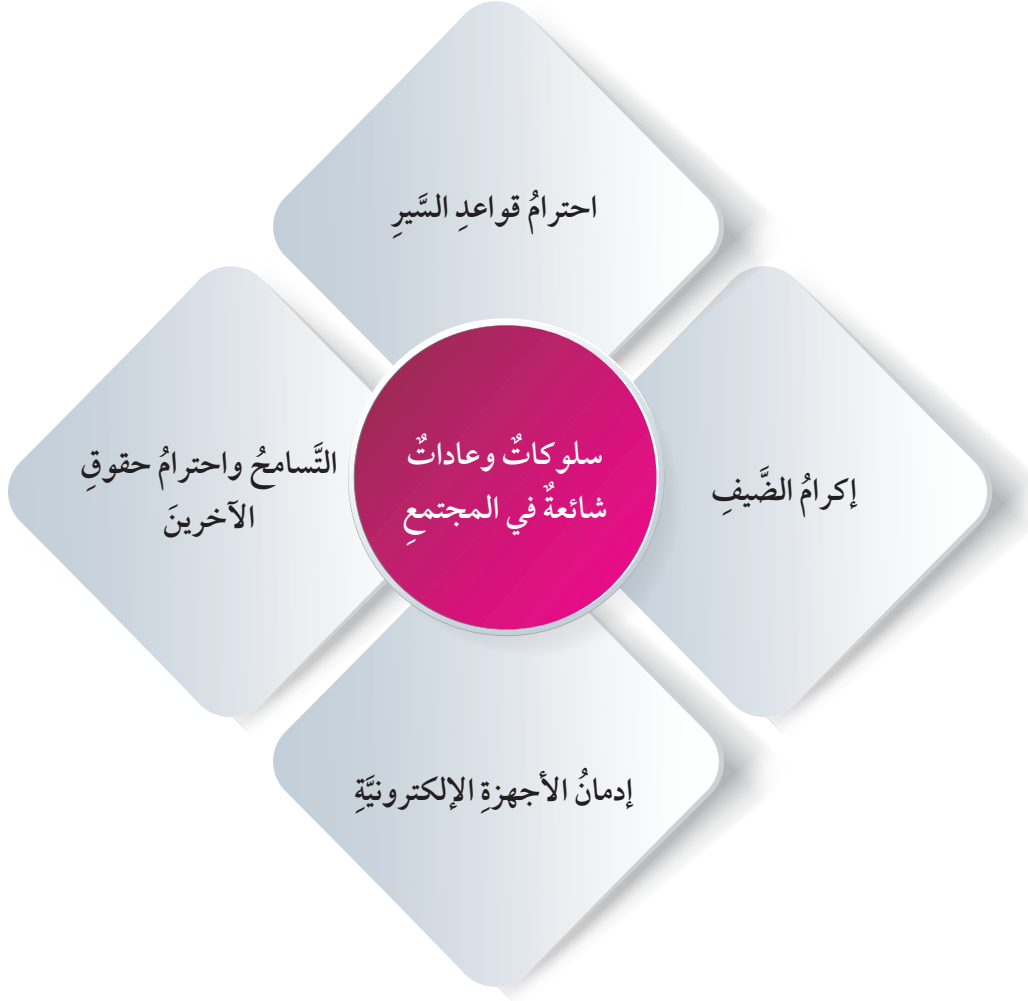 احترامُ قواعدِ السَّيرِ
سلوكاتٌ وعاداتٌ
شائعةٌ في المجتمعِ
إكرامُ الضَّيفِ
التَّسامحُ واحترامُ حقوقِ
الآخرينَ
إدمانُ الأجهزةِ الإلكترونيَّةِ